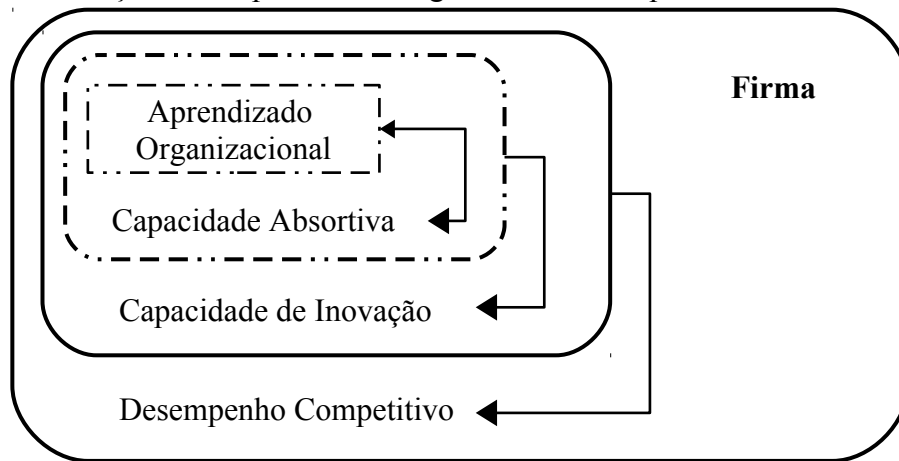 Firma
Aprendizado
Organizacional
Capacidade Absortiva
Capacidade de Inovação
Desempenho Competitivo